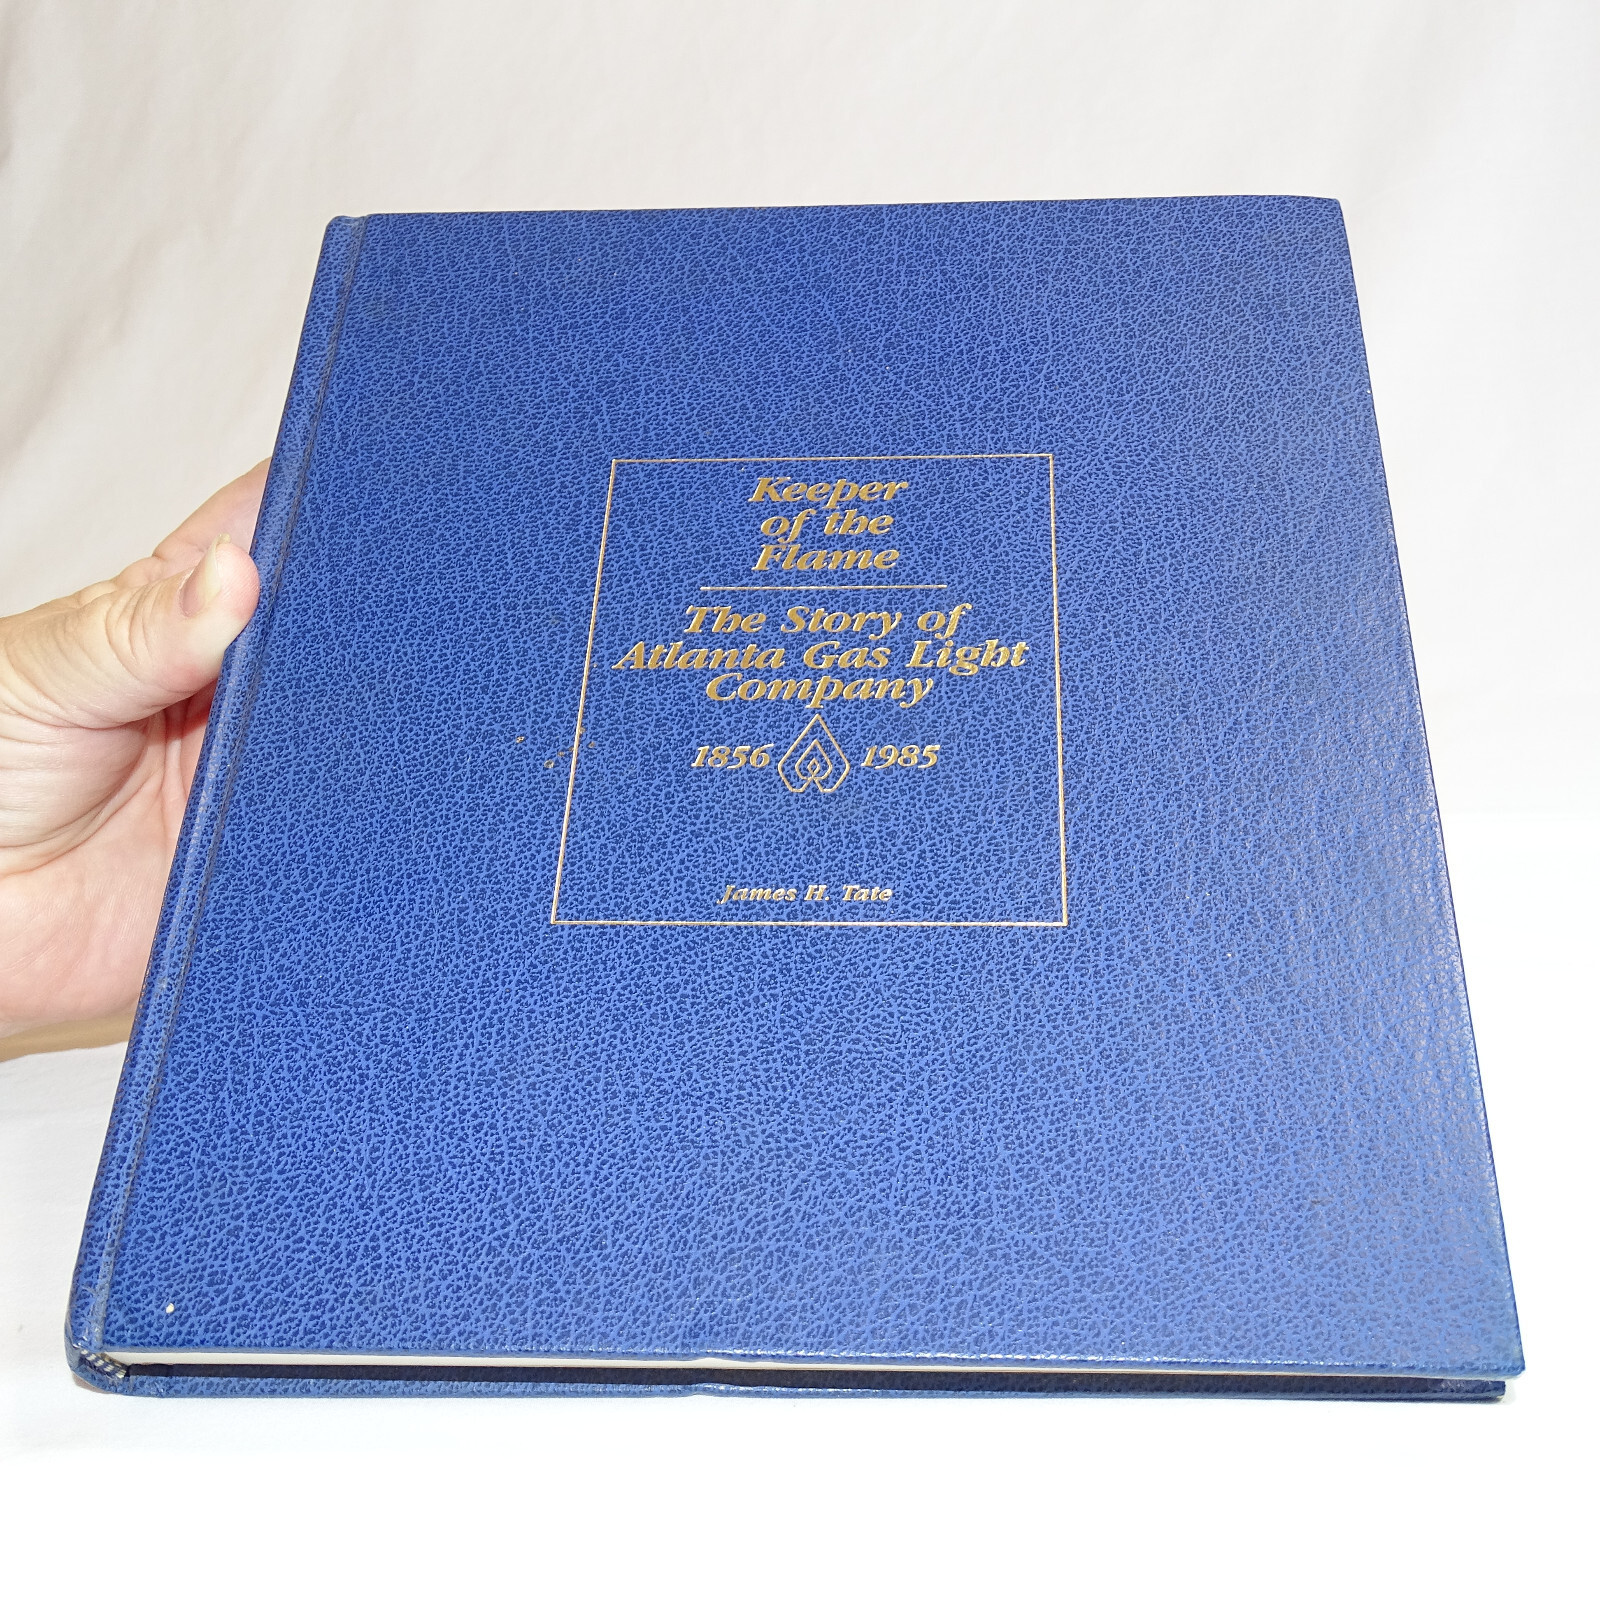 Keeper
of the
Flame
The Story of
Atlanta Gas Light
Company
1856 1985
James H. Tate